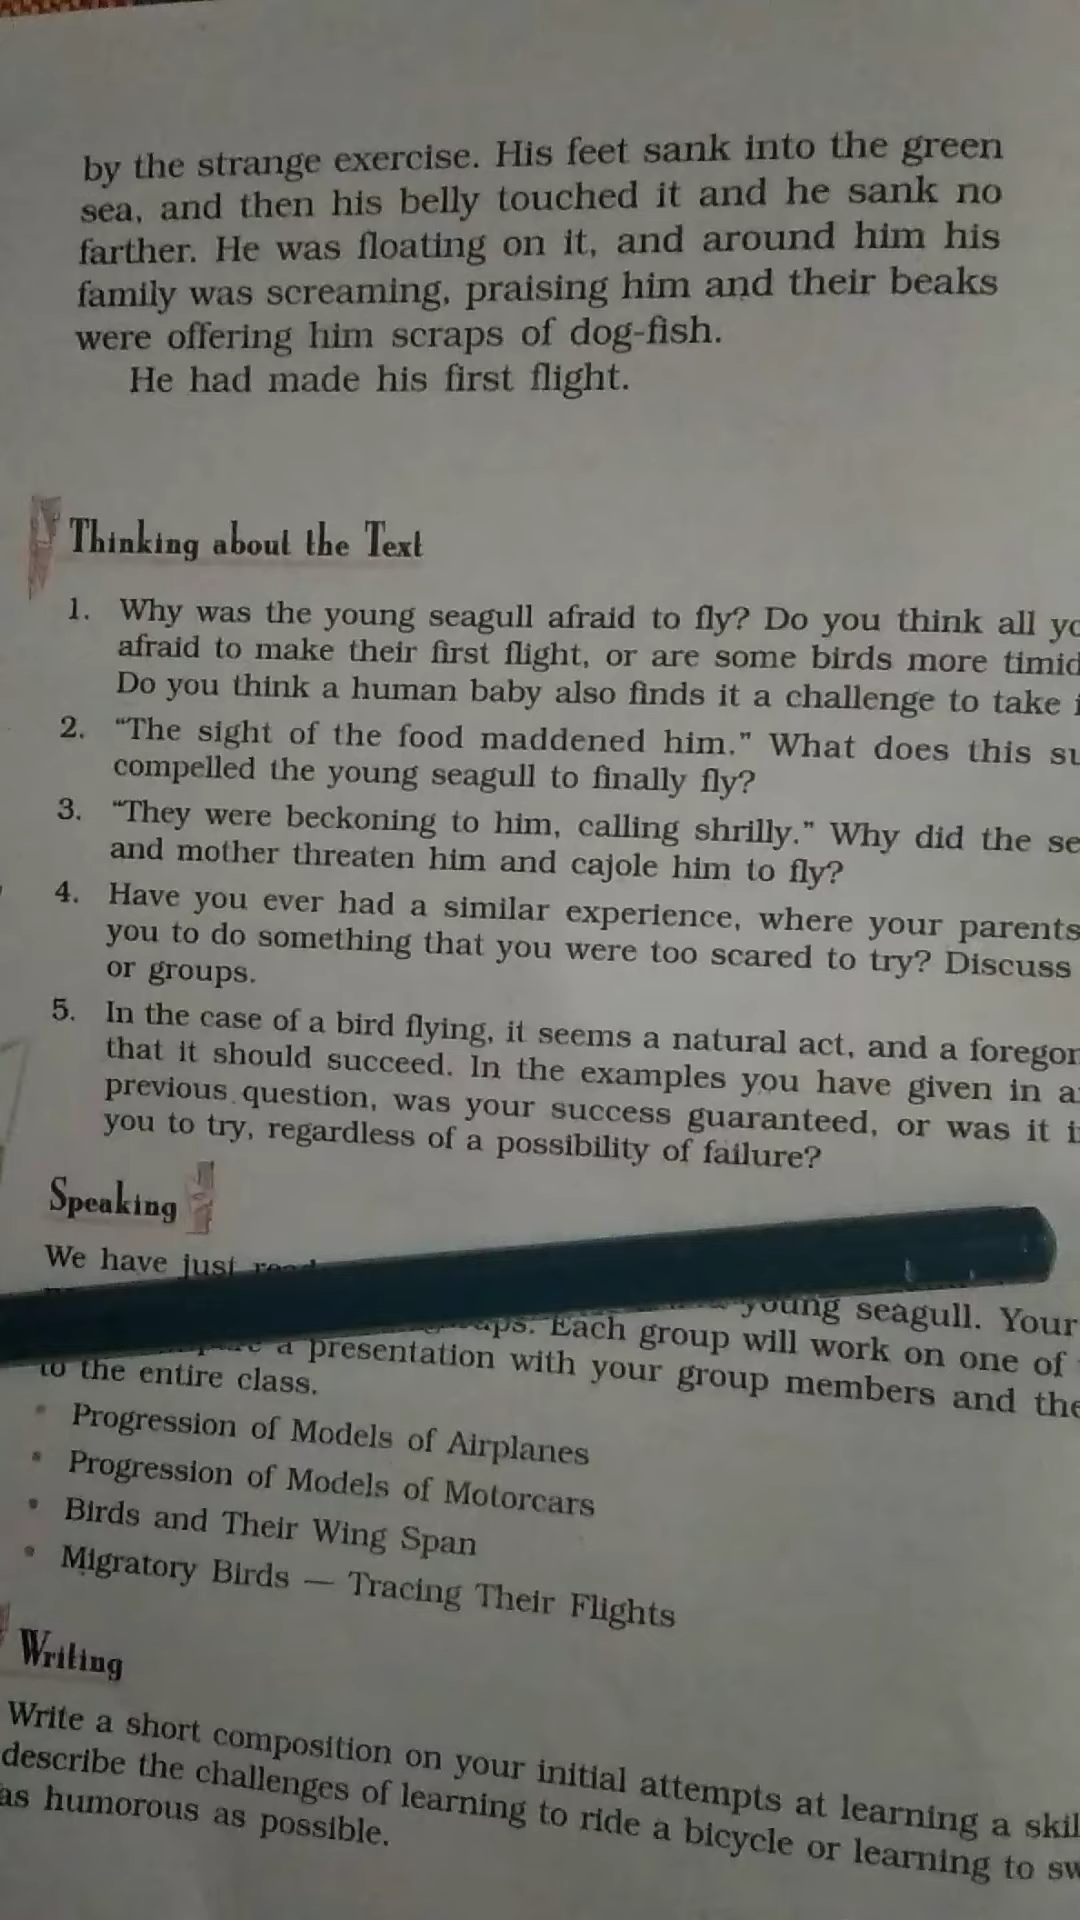 by the strange exercise. His feet sank into the green
sea, and then his belly touched it and he sank no
farther. He was floating on it, and around him his
family was screaming, praising him and their beaks
were offering him scraps of dog-fish.
He had made his first flight.
Thinking about the Text
1. Why was the young seagull afraid to fly? Do you think all
afraid to make their first flight, or are some birds more timid
Do you think a human baby also finds it a challenge to take
2. “The sight of the food maddened him.” What does this
compelled the young seagull to finally fly?
3. “They were beckoning to him, calling shrilly.” Why did the
and mother threaten him and cajole him to fly?
4. Have you ever had a similar experience, where your parents
you to do something that you were too scared to try? Discuss
or groups.
5. In the case of a bird flying, it seems a natural act, and a
that it should succeed. In the examples you have given in
previous question, was your success guaranteed, or was it
you to try, regardless of a possibility of failure?
Speaking
We have just read
young seagull. Your
Each group will work on one of
a presentation with your group members and
to the entire class.
• Progression of Models of Airplanes
• Progression of Models of Motorcars
• Birds and Their Wing Span
• Migratory Birds — Tracing Their Flights
Writing
Write a short composition on your initial attempts at learning a
describe the challenges of learning to ride a bicycle or learning to
as humorous as possible.